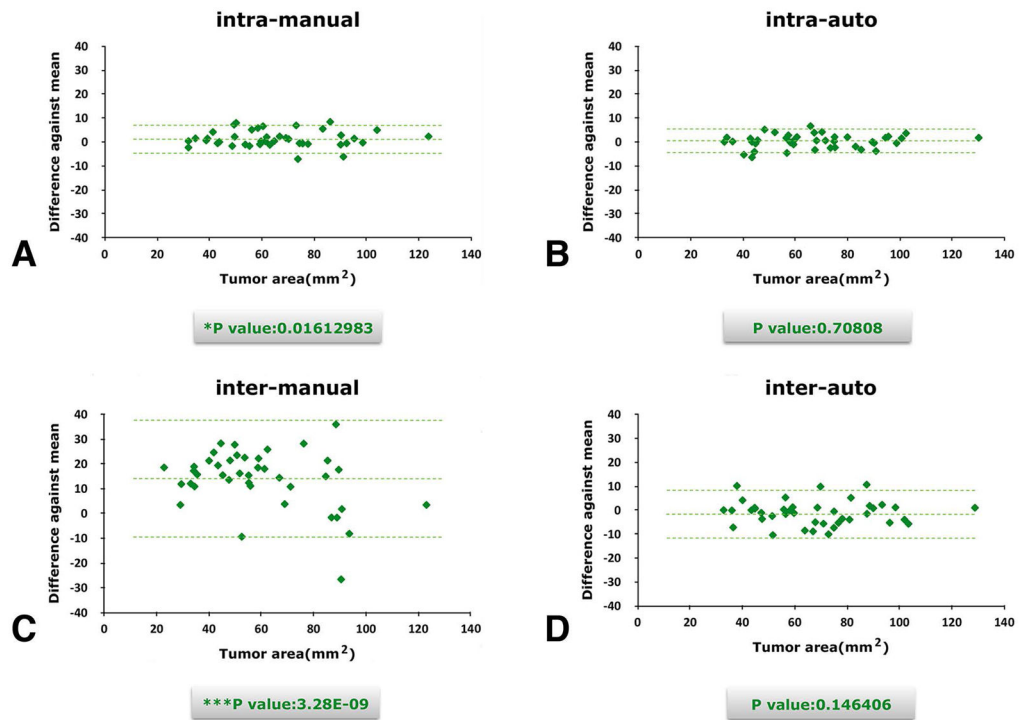 intra-manual
Difference against mean
40
30
20
10
0
-10
-20
-30
-40
0 20 40 60 80 100 120 140
Tumor area(mm²)
A
*P value:0.01612983
intra-auto
Difference against mean
40
30
20
10
0
-10
-20
-30
-40
0 20 40 60 80 100 120 140
Tumor area(mm²)
B
P value:0.70808
inter-manual
Difference against mean
40
30
20
10
0
-10
-20
-30
-40
0 20 40 60 80 100 120 140
Tumor area(mm²)
C
***P value:3.28E-09
inter-auto
Difference against mean
40
30
20
10
0
-10
-20
-30
-40
0 20 40 60 80 100 120 140
Tumor area(mm²)
D
P value:0.146406